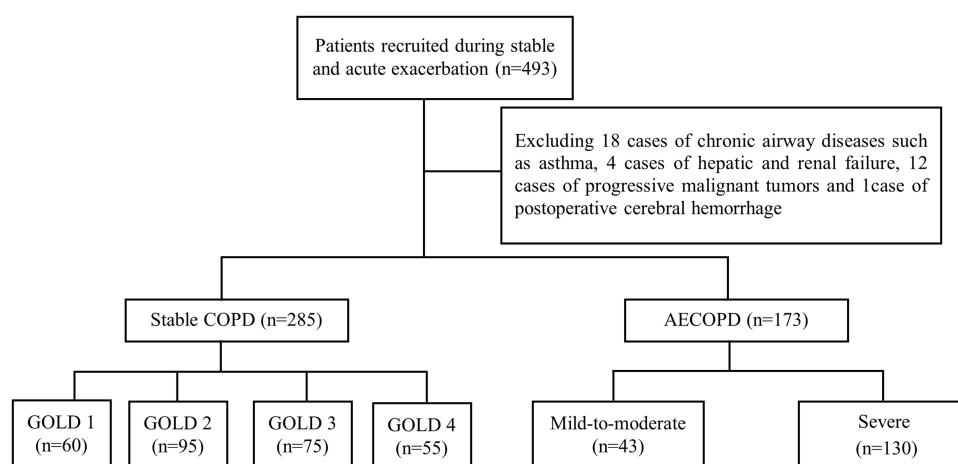 Patients recruited during stable
and acute exacerbation (n=493)
Excluding 18 cases of chronic airway diseases such
as asthma, 4 cases of hepatic and renal failure, 12
cases of progressive malignant tumors and 1case of
postoperative cerebral hemorrhage
Stable COPD (n=285)
AECOPD (n=173)
GOLD 1
(n=60)
GOLD 2
(n=95)
GOLD 3
(n=75)
GOLD 4
(n=55)
Mild-to-moderate
(n=43)
Severe
(n=130)